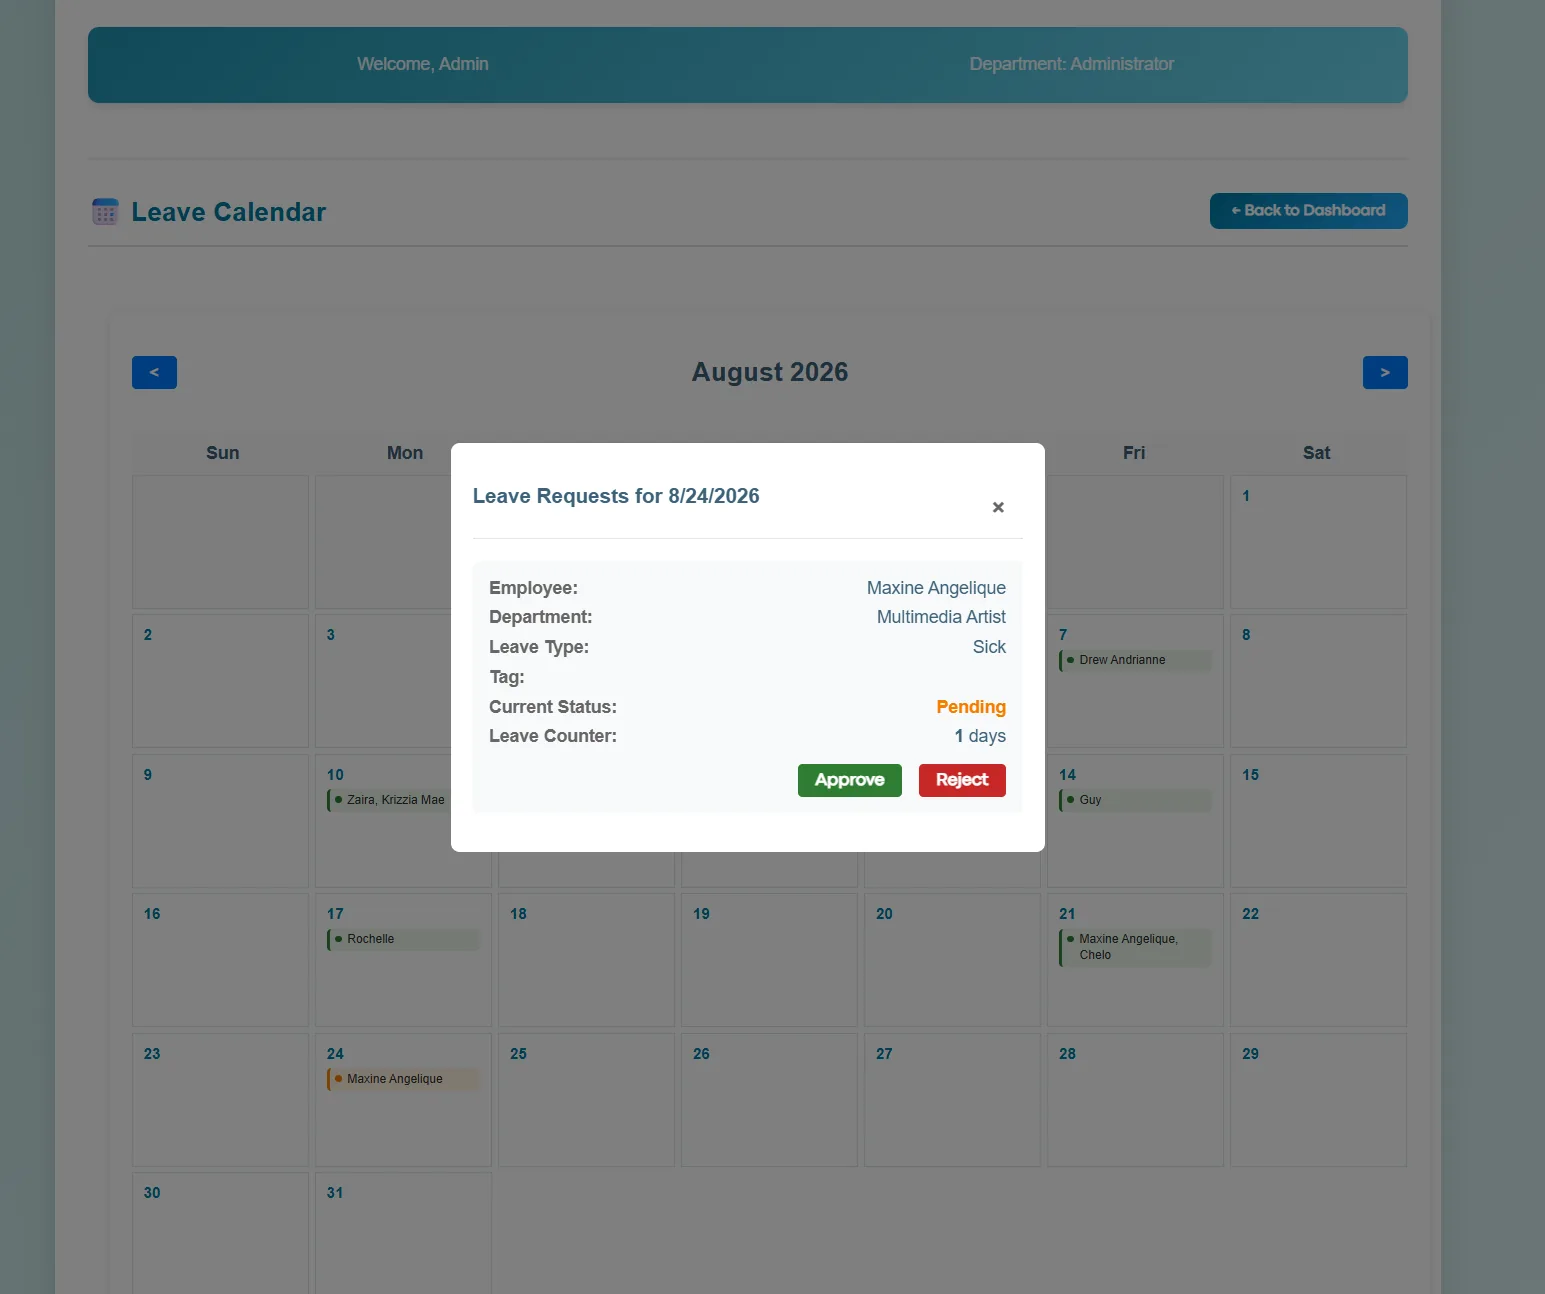 Welcome, Admin
Department: Administrator
Leave Calendar
← Back to Dashboard
<
August 2026
>
Sun
Mon
Fri
Sat
Leave Requests for 8/24/2026
×
Employee:
Maxine Angelique
Department:
Multimedia Artist
Leave Type:
Sick
Tag:
Current Status:
Pending
Leave Counter:
1 days
Approve
Reject
1
2
3
7
Drew Andrianne
8
9
10
Zaira, Krizzia Mae
14
Guy
15
16
17
Rochelle
18
19
20
21
Maxine Angelique,
Chelo
22
23
24
Maxine Angelique
25
26
27
28
29
30
31